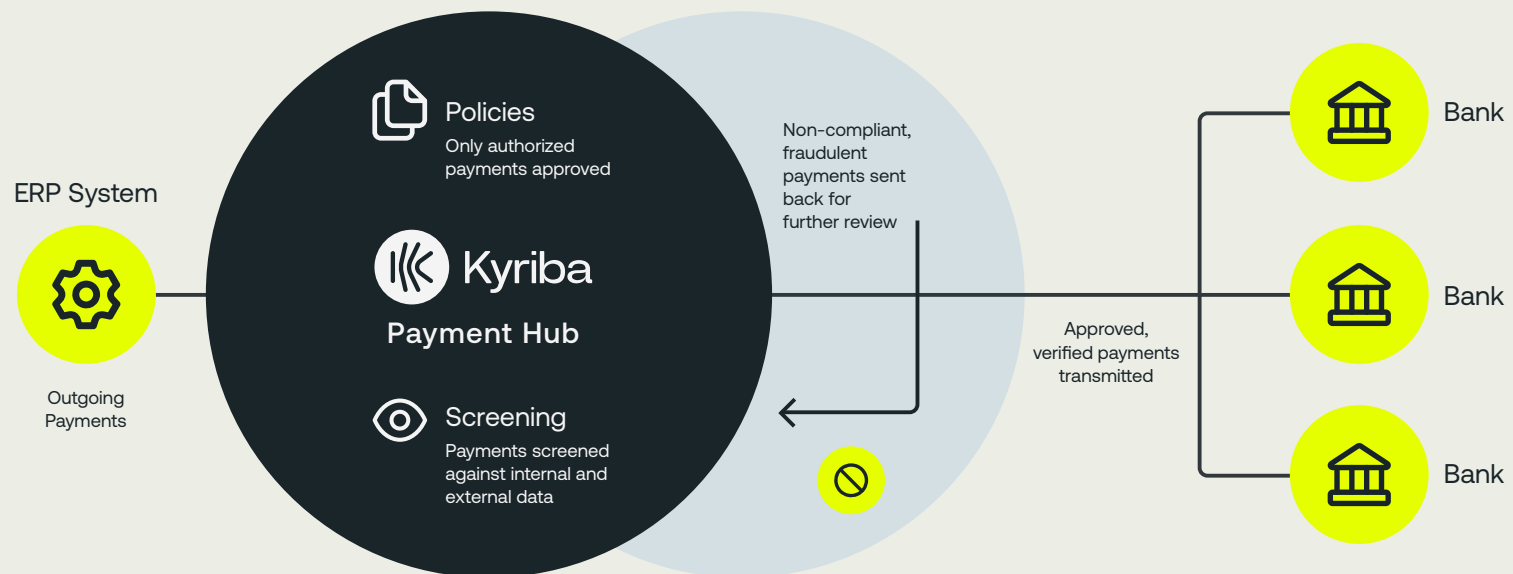 ERP System
Outgoing
Payments
Policies
Only authorized
payments approved
Kyriba
Payment Hub
Screening
Payments screened
against internal and
external data
Non-compliant,
fraudulent
payments sent
back for
further review
Approved,
verified payments
transmitted
Bank
Bank
Bank